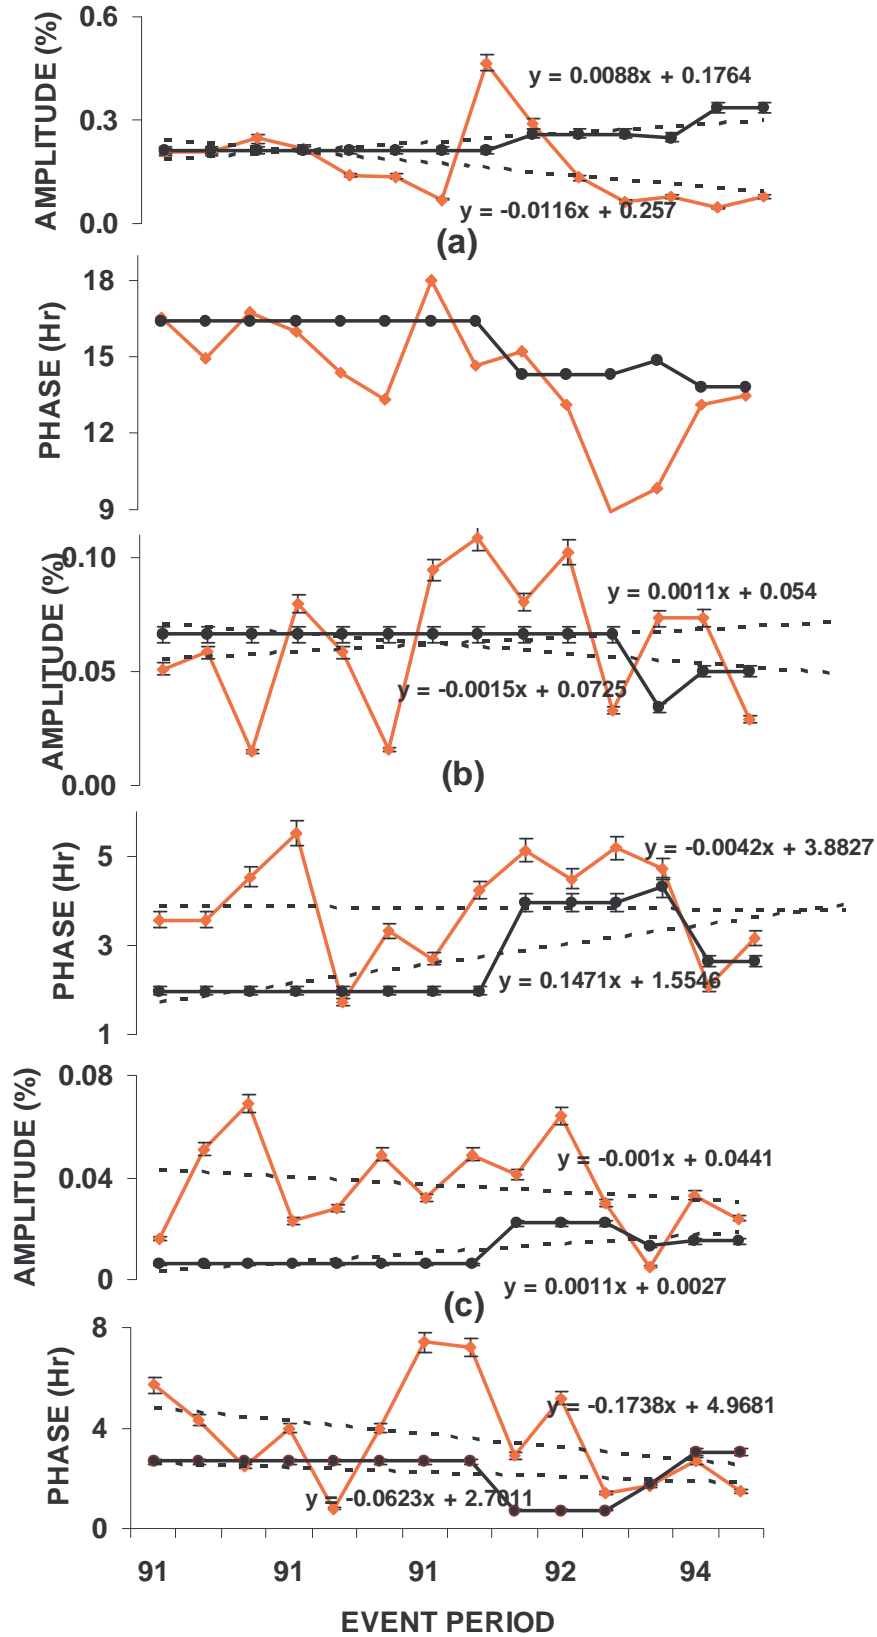 0.6
AMPLITUDE (%)
y = 0.0088x + 0.1764
0.3
y = -0.0116x + 0.257
0.0
(a)
18
PHASE (Hr)
15
12
9
0.10
AMPLITUDE (%)
y = 0.0011x + 0.054
0.05
y = -0.0015x + 0.0725
0.00
(b)
5
y = -0.0042x + 3.8827
PHASE (Hr)
3
y = 0.1471x + 1.5546
1
0.08
AMPLITUDE (%)
y = -0.001x + 0.0441
0.04
0
y = 0.0011x + 0.0027
(c)
8
PHASE (Hr)
y = -0.1738x + 4.9681
4
y = -0.0623x + 2.7011
0
91 91 91 92 94
EVENT PERIOD